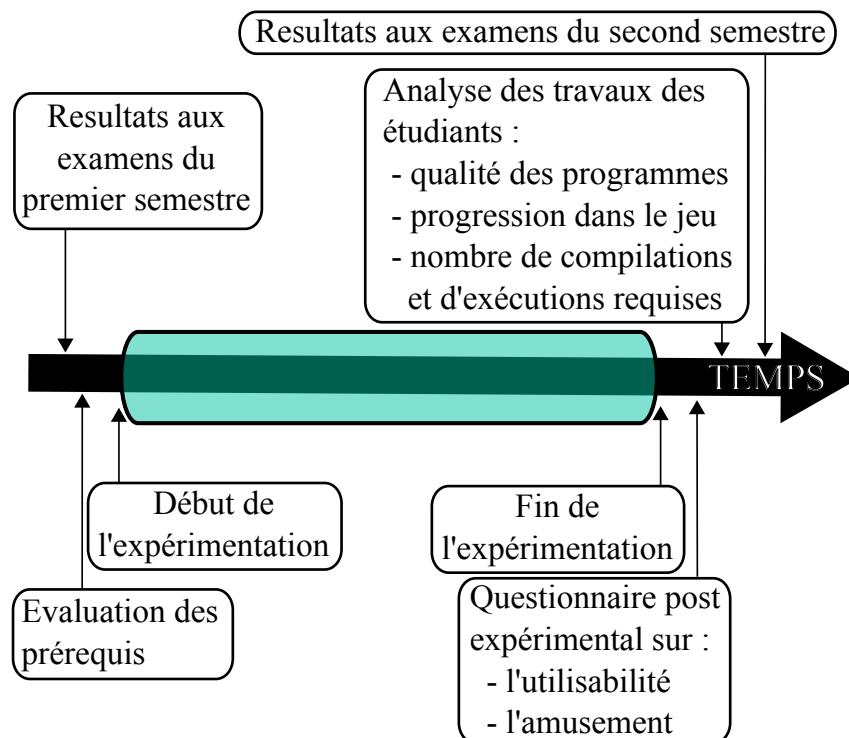 Resultats aux examens du second semestre
Analyse des travaux des
étudiants :
- qualité des programmes
- progression dans le jeu
- nombre de compilations
et d'exécutions requises
Resultats aux
examens du
premier semestre
TEMPS
Début de
l'expérimentation
Fin de
l'expérimentation
Evaluation des
prérequis
Questionnaire post
expérimental sur :
- l'utilisabilité
- l'amusement